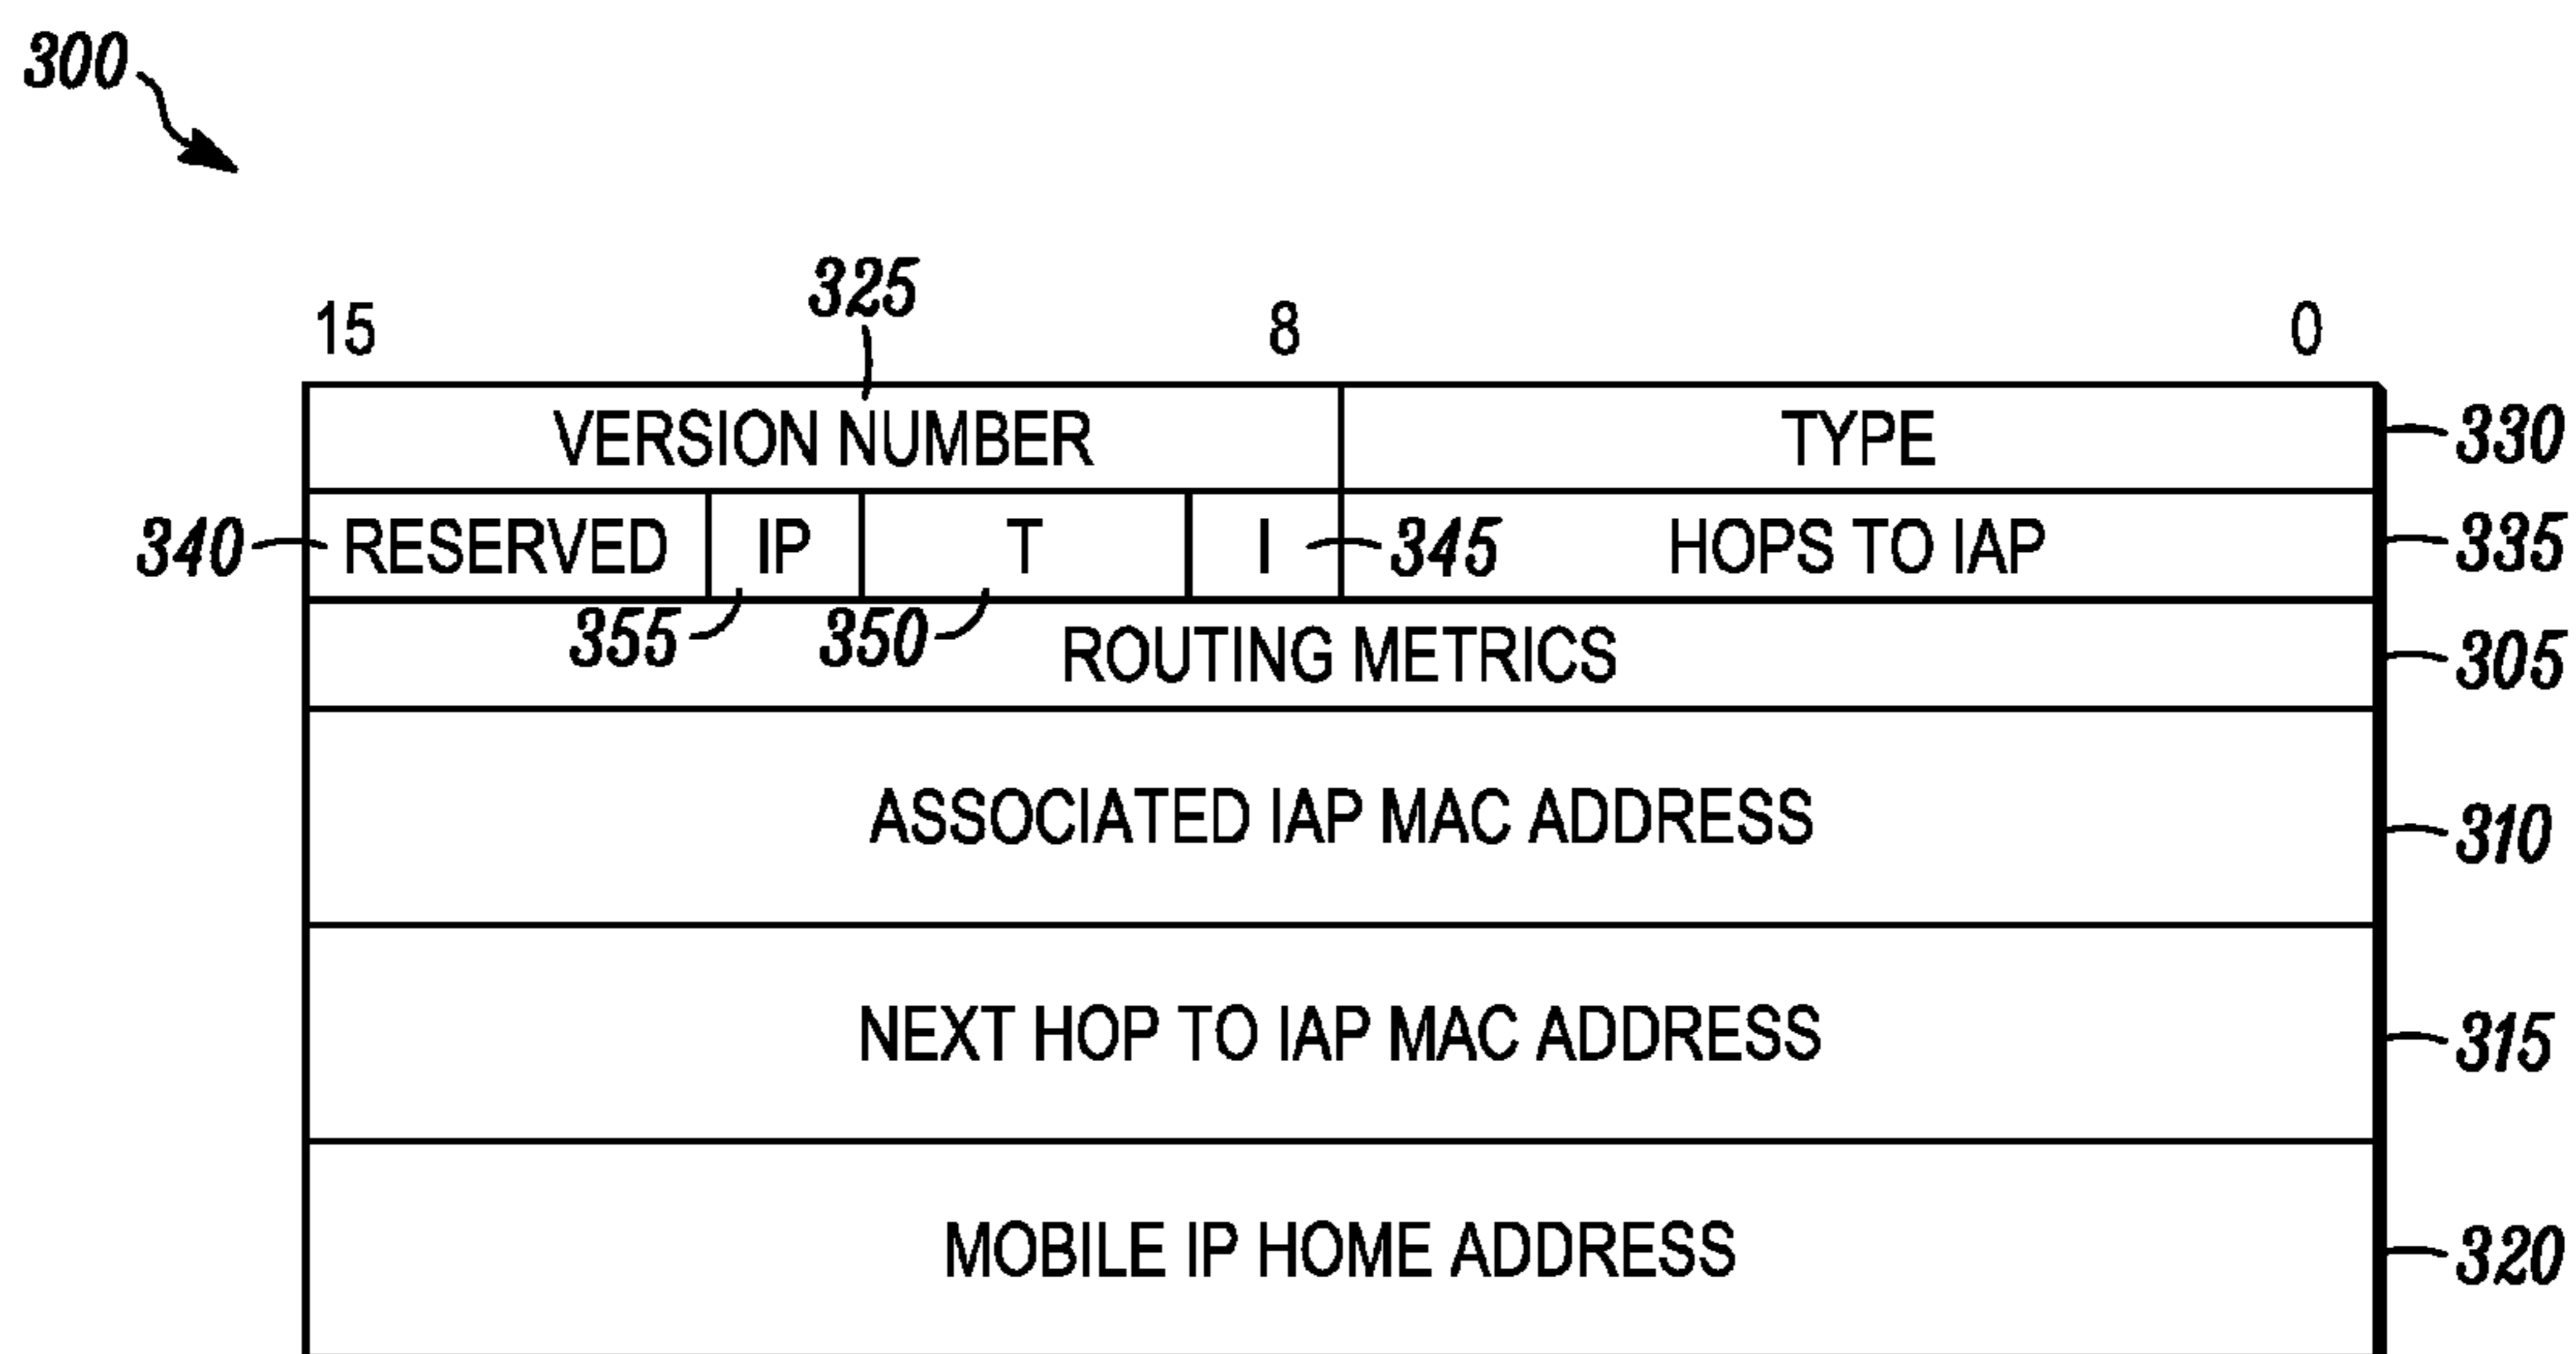 300
325
15 8 0
VERSION NUMBER TYPE 330
340 RESERVED IP T I 345 HOPS TO IAP 335
355 350 ROUTING METRICS 305
ASSOCIATED IAP MAC ADDRESS 310
NEXT HOP TO IAP MAC ADDRESS 315
MOBILE IP HOME ADDRESS 320